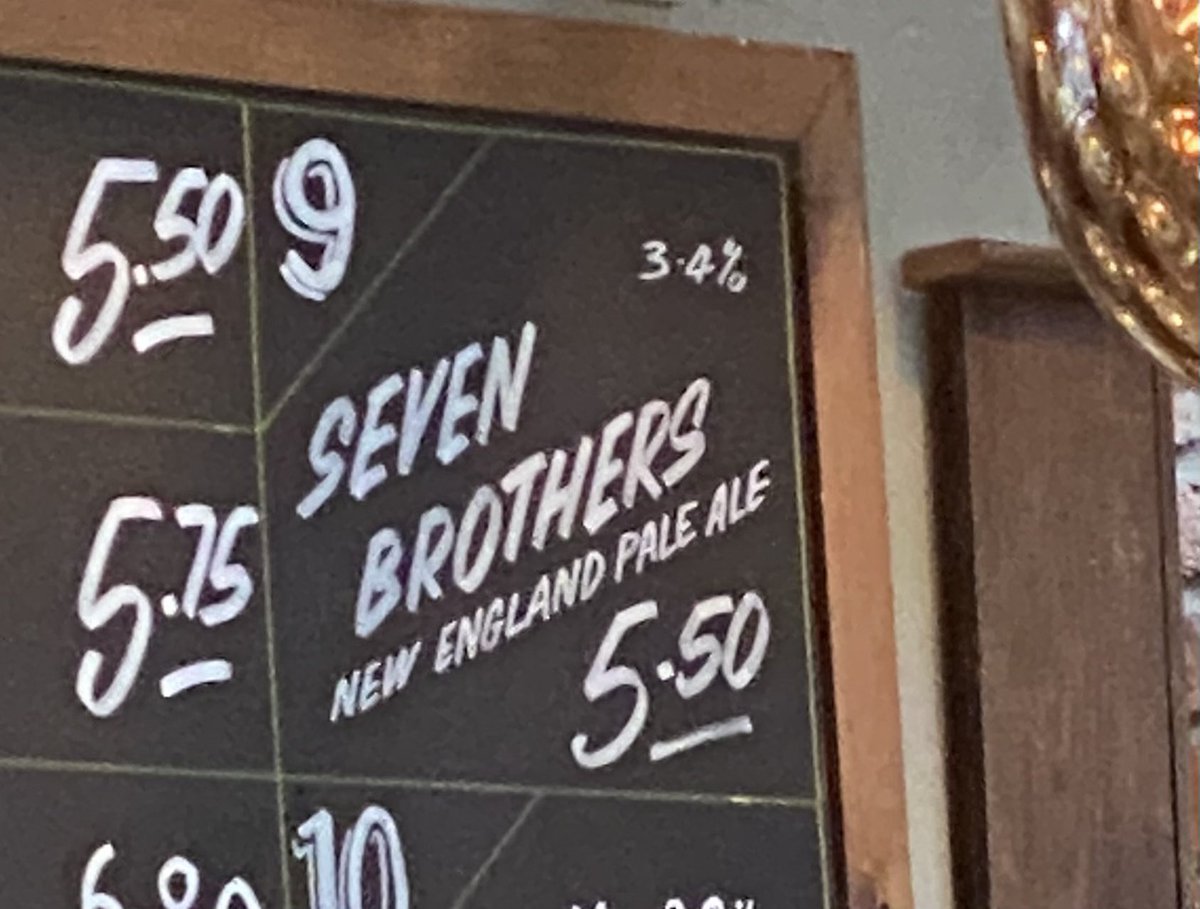 5.50
9
3.4%
SEVEN
BROTHERS
NEW ENGLAND PALE ALE
5.50
5.75
10